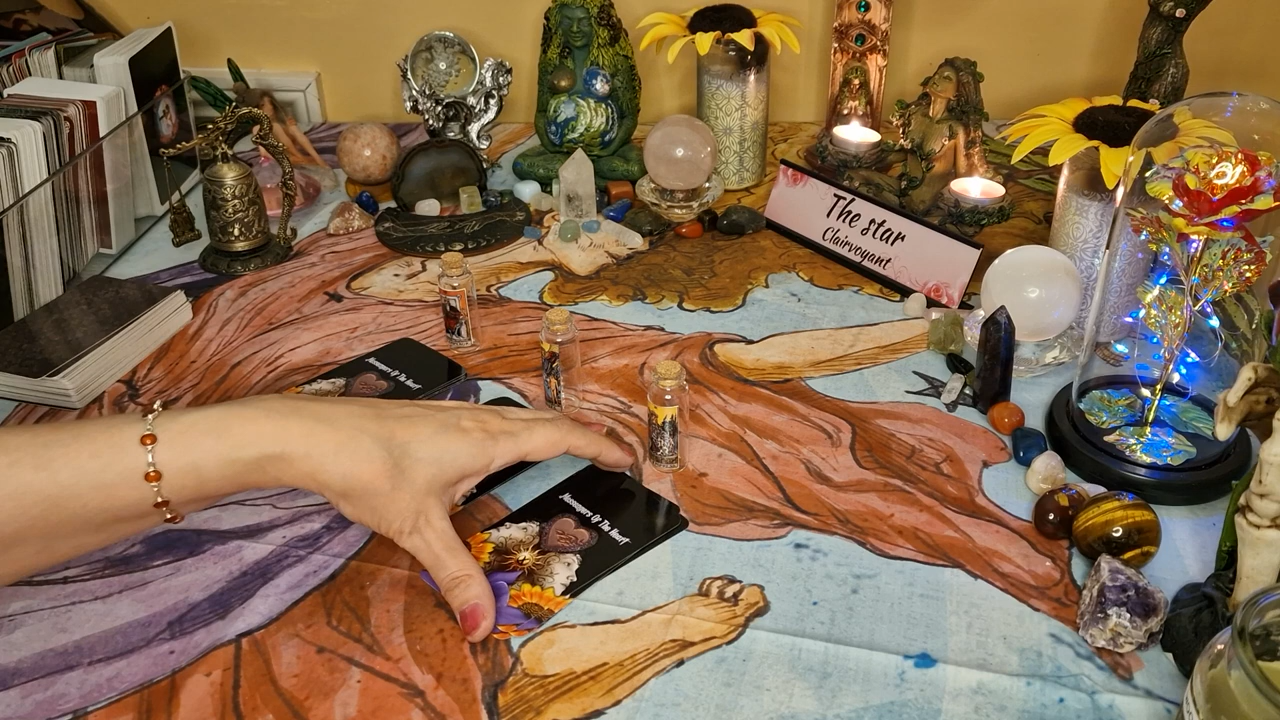 The star
Clairvoyant
Messengers Of The Heart
Messengers Of The Heart